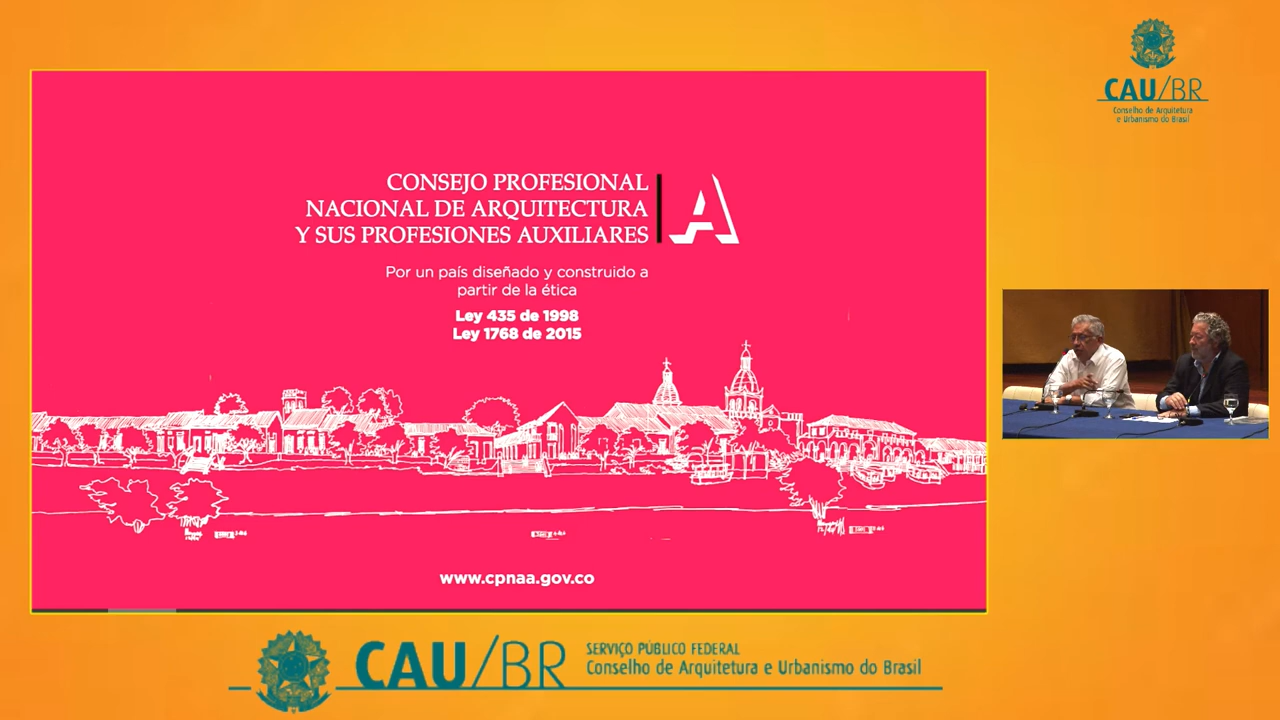 CAU/BR
Conselho de Arquitetura
e Urbanismo do Brasil
CONSEJO PROFESIONAL
NACIONAL DE ARQUITECTURA
Y SUS PROFESIONES AUXILIARES
A
Por un país diseñado y construido a
partir de la ética
Ley 435 de 1998
Ley 1768 de 2015
www.cpnaa.gov.co
CAU/BR
SERVIÇO PÚBLICO FEDERAL
Conselho de Arquitetura e Urbanismo do Brasil